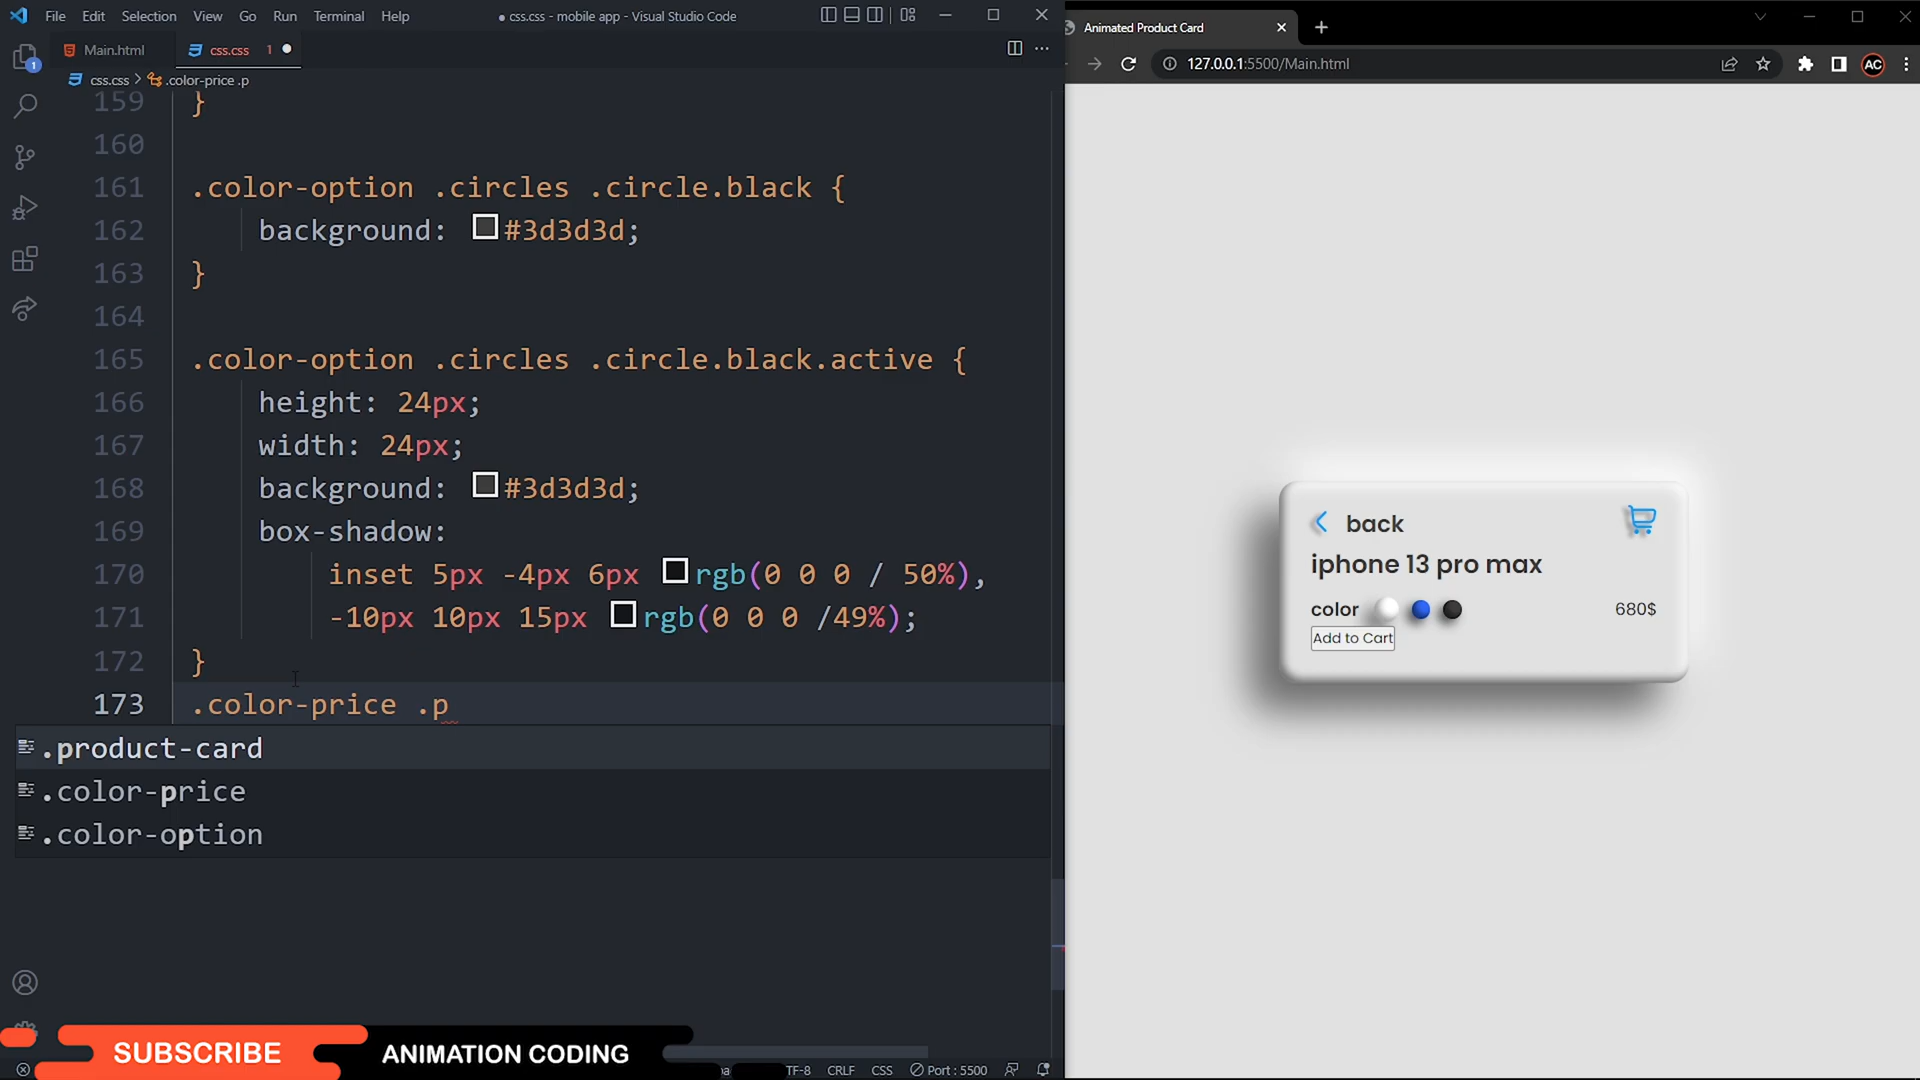 File Edit Selection View Go Run Terminal Help
● css.css - mobile app - Visual Studio Code
Main.html
css.css 1
css.css > .color-price .p
159 }
160
161 .color-option .circles .circle.black {
162 background: #3d3d3d;
163 }
164
165 .color-option .circles .circle.black.active {
166 height: 24px;
167 width: 24px;
168 background: #3d3d3d;
169 box-shadow:
170 inset 5px -4px 6px rgb(0 0 0 / 50%),
171 -10px 10px 15px rgb(0 0 0 /49%);
172 }
173 .color-price .p
.product-card
.color-price
.color-option
1
SUBSCRIBE
ANIMATION CODING
TF-8 CRLF CSS Port : 5500
Animated Product Card
127.0.0.1:5500/Main.html
AC
back
iphone 13 pro max
color
680$
Add to Cart